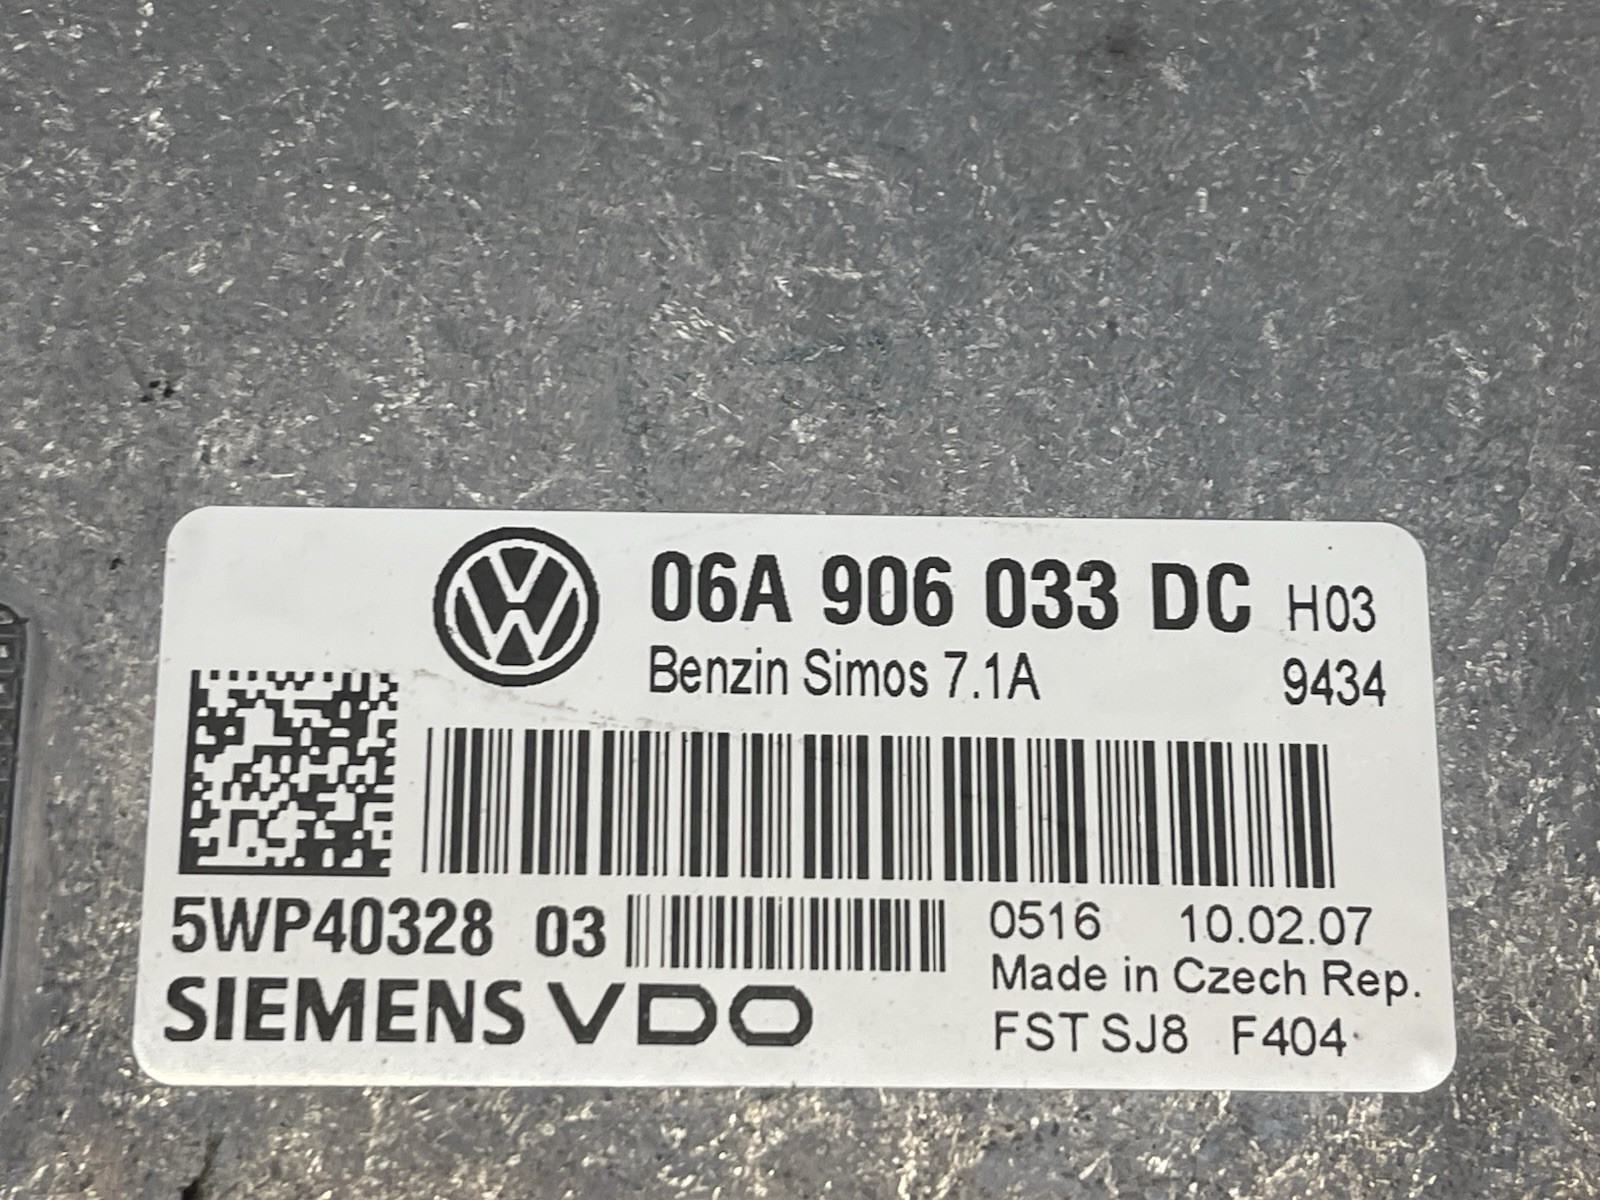 06A 906 033 DC H03
Benzin Simos 7.1A 9434
5WP40328 03
0516 10.02.07
Made in Czech Rep.
SIEMENS VDO
FST SJ8 F404